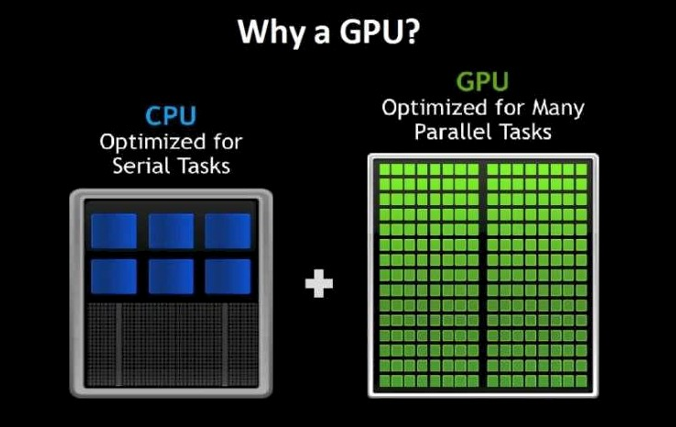 Why a GPU?
CPU
Optimized for
Serial Tasks
GPU
Optimized for Many
Parallel Tasks
+